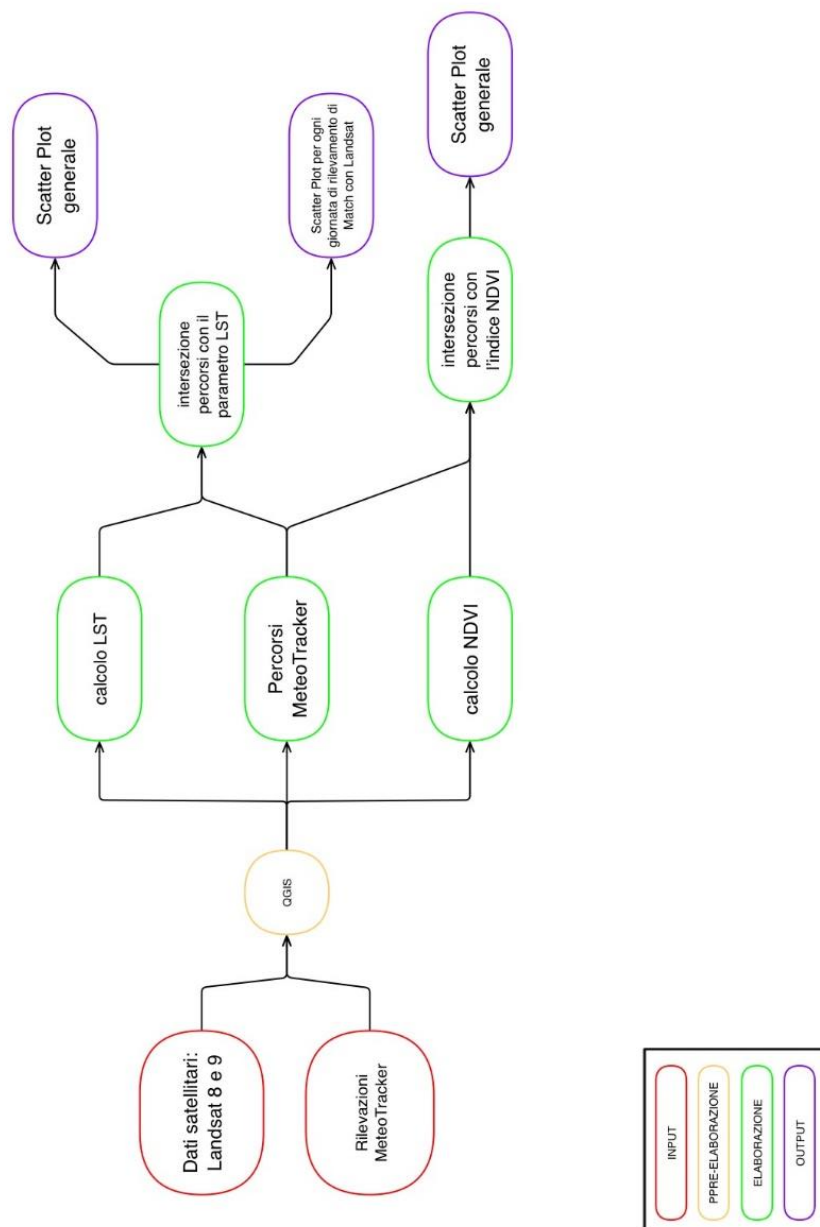 Dati satellitari:
Landsat 8 e 9
Rilevazioni
MeteoTracker
QGIS
calcolo LST
Percorsi
MeteoTracker
calcolo NDVI
intersezione
percorsi con il
parametro LST
intersezione
percorsi con
l'indice NDVI
Scatter Plot
generale
Scatter Plot per ogni
giornata di rilevamento di
Match con Landsat
Scatter Plot
generale
INPUT
PPRE-ELABORAZIONE
ELABORAZIONE
OUTPUT